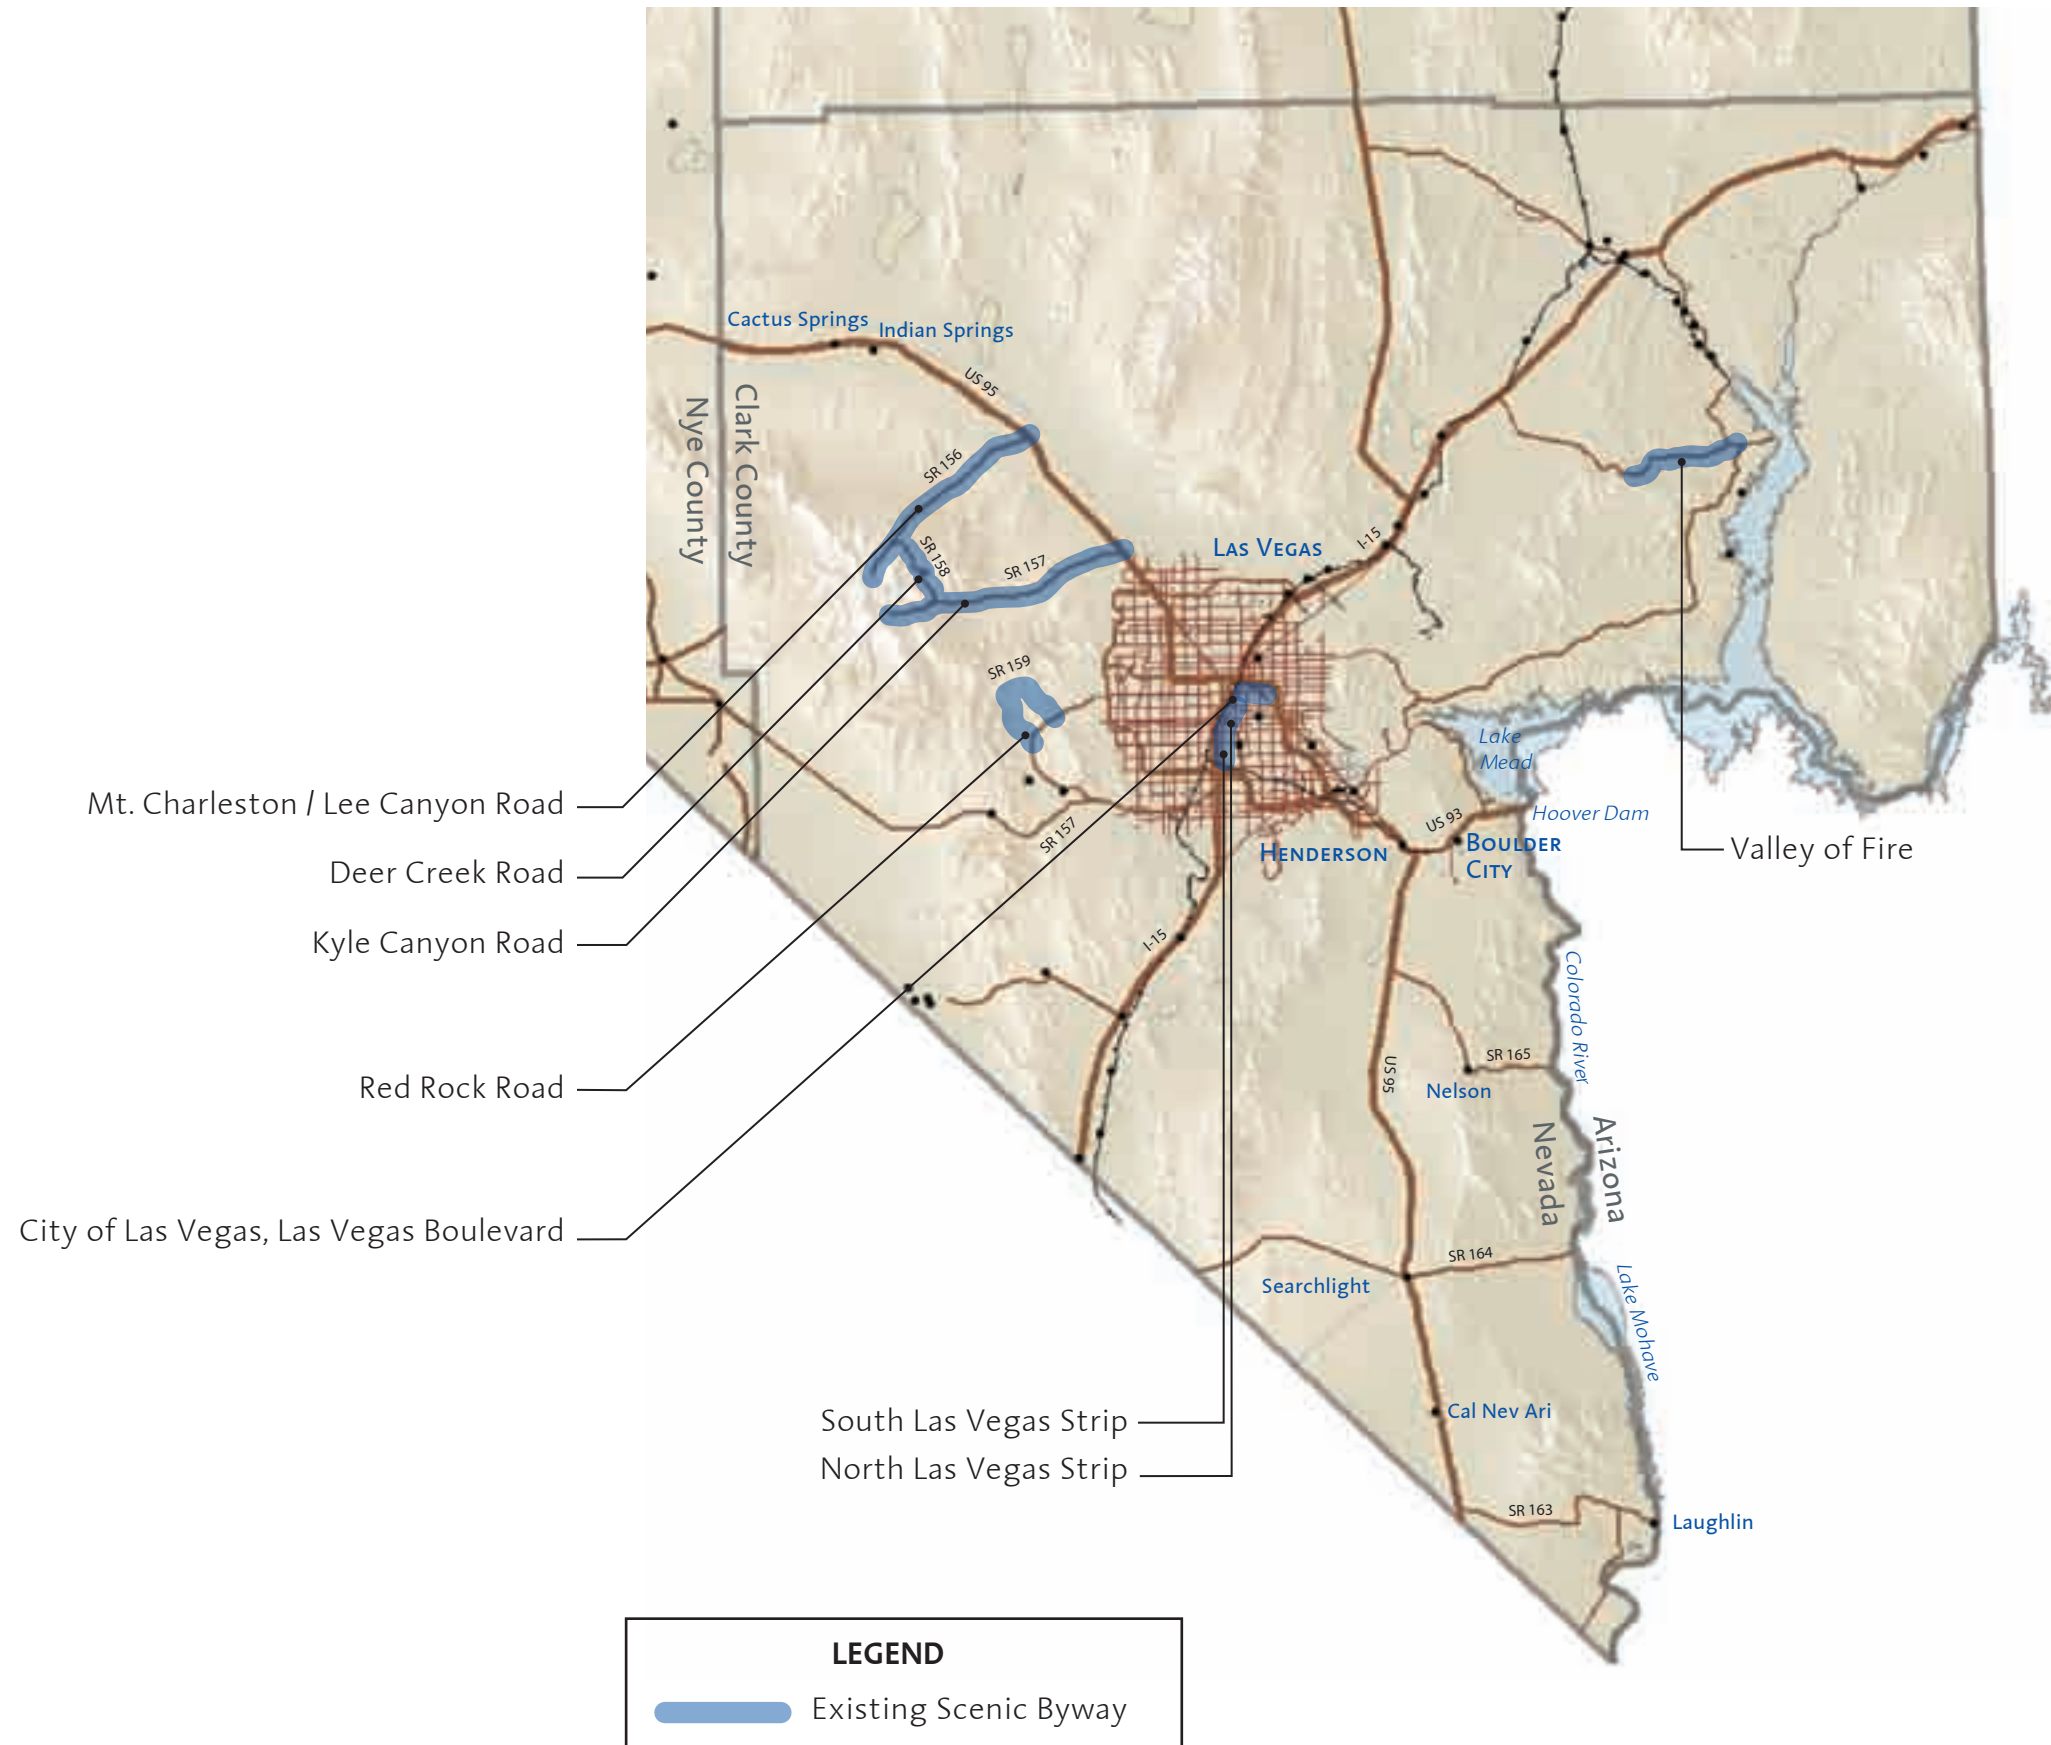 Cactus Springs
Indian Springs
US 95
Clark County
Nye County
SR 156
SR 158
SR 157
LAS VEGAS
I-15
SR 159
Lake
Mead
Hoover Dam
US 93
BOULDER
CITY
HENDERSON
SR 157
I-15
Mt. Charleston / Lee Canyon Road
Deer Creek Road
Kyle Canyon Road
Red Rock Road
City of Las Vegas, Las Vegas Boulevard
Valley of Fire
Colorado River
SR 165
US 95
Nelson
Arizona
Nevada
SR 164
Searchlight
Lake Mohave
South Las Vegas Strip
North Las Vegas Strip
Cal Nev Ari
SR 163
Laughlin
LEGEND
Existing Scenic Byway